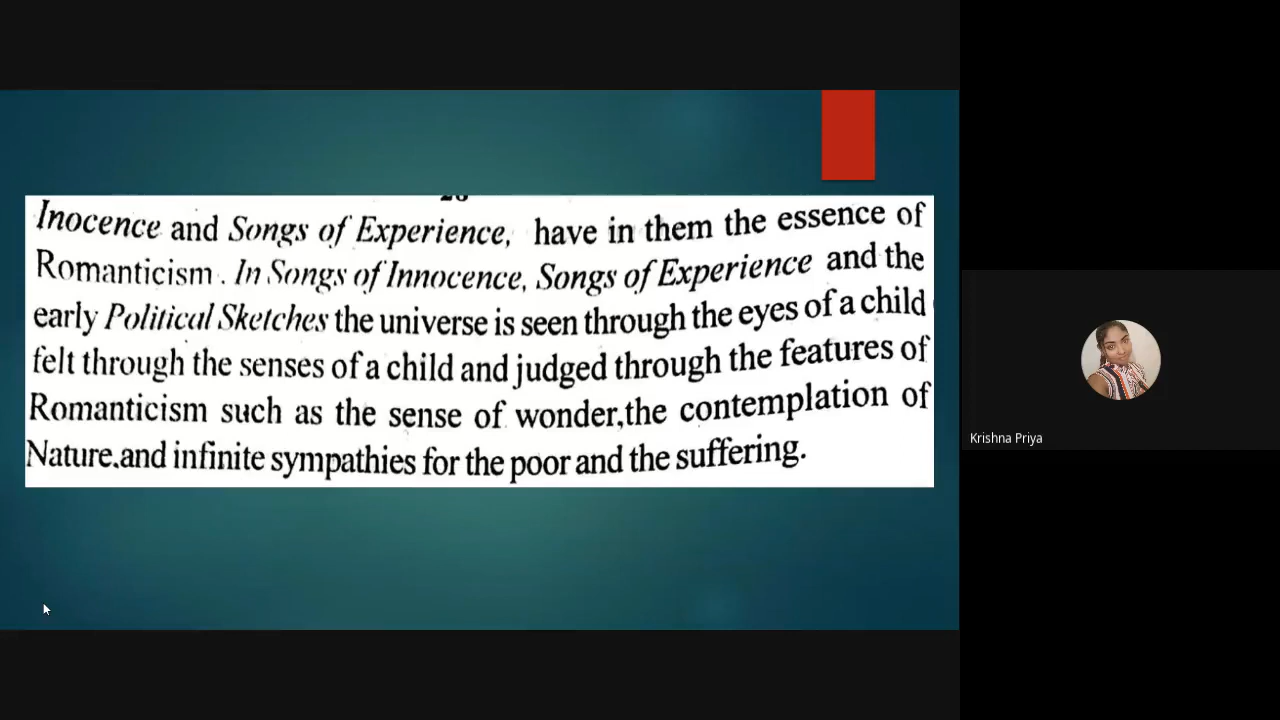 Inocence and Songs of Experience, have in them the essence of
Romanticism. In Songs of Innocence, Songs of Experience and the
early Political Sketches the universe is seen through the eyes of a child
felt through the senses of a child and judged through the features of
Romanticism such as the sense of wonder,the contemplation of
Nature.and infinite sympathies for the poor and the suffering.
Krishna Priya